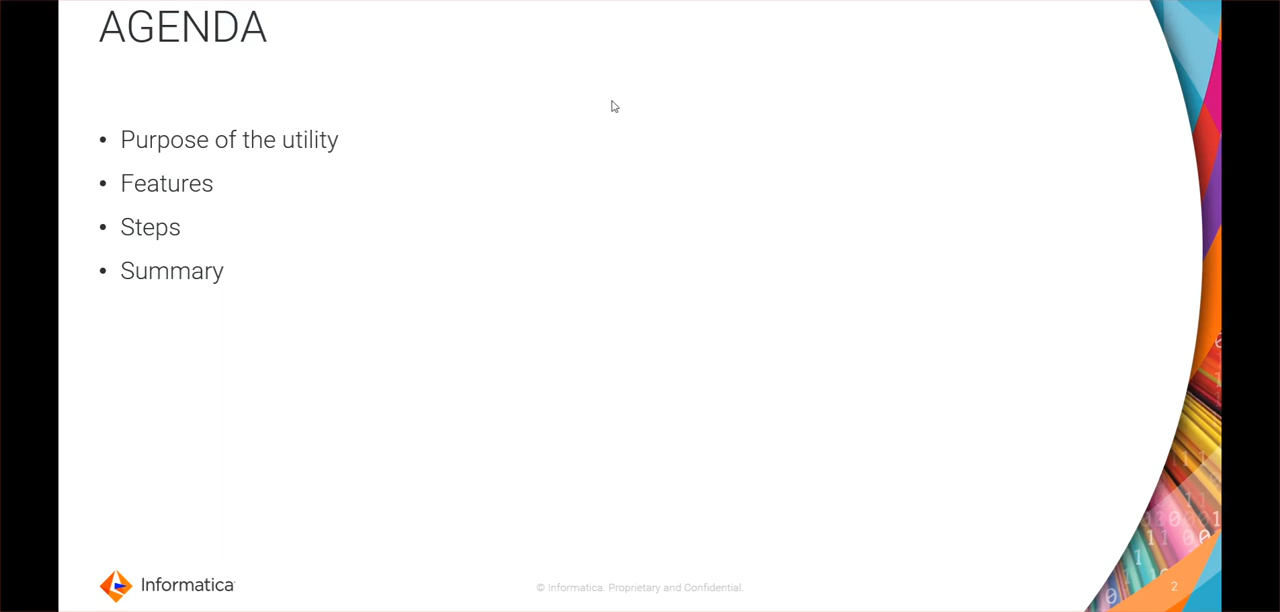 AGENDA
• Purpose of the utility
• Features
• Steps
• Summary
Informatica
© Informatica. Proprietary and Confidential.
2